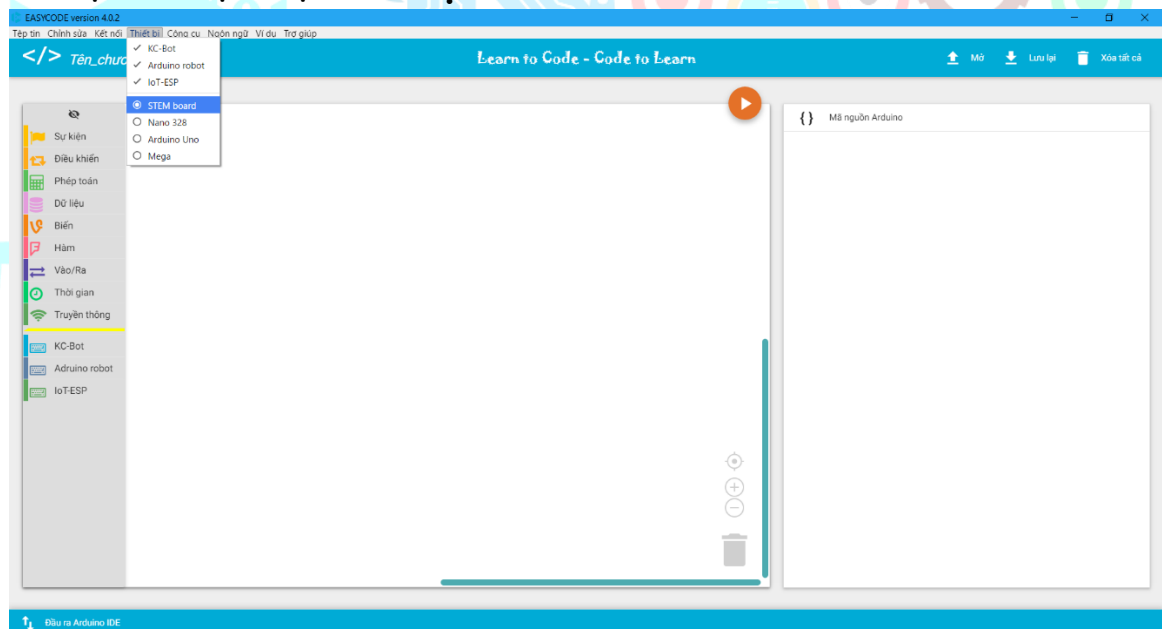 EASYCODE version 4.0.2
Tệp tin Chỉnh sửa Kết nối Thiết bị Công cụ Ngôn ngữ Ví dụ Trợ giúp
</> Tên_chươ
Learn to Code - Code to Learn
Mở
Lưu lại
Xóa tất cả
KC-Bot
Arduino robot
IoT-ESP
STEM board
Nano 328
Arduino Uno
Mega
Sự kiện
Điều khiển
Phép toán
Dữ liệu
Biến
Hàm
Vào/Ra
Thời gian
Truyền thông
KC-Bot
Adruino robot
IoT-ESP
{ } Mã nguồn Arduino
Đầu ra Arduino IDE